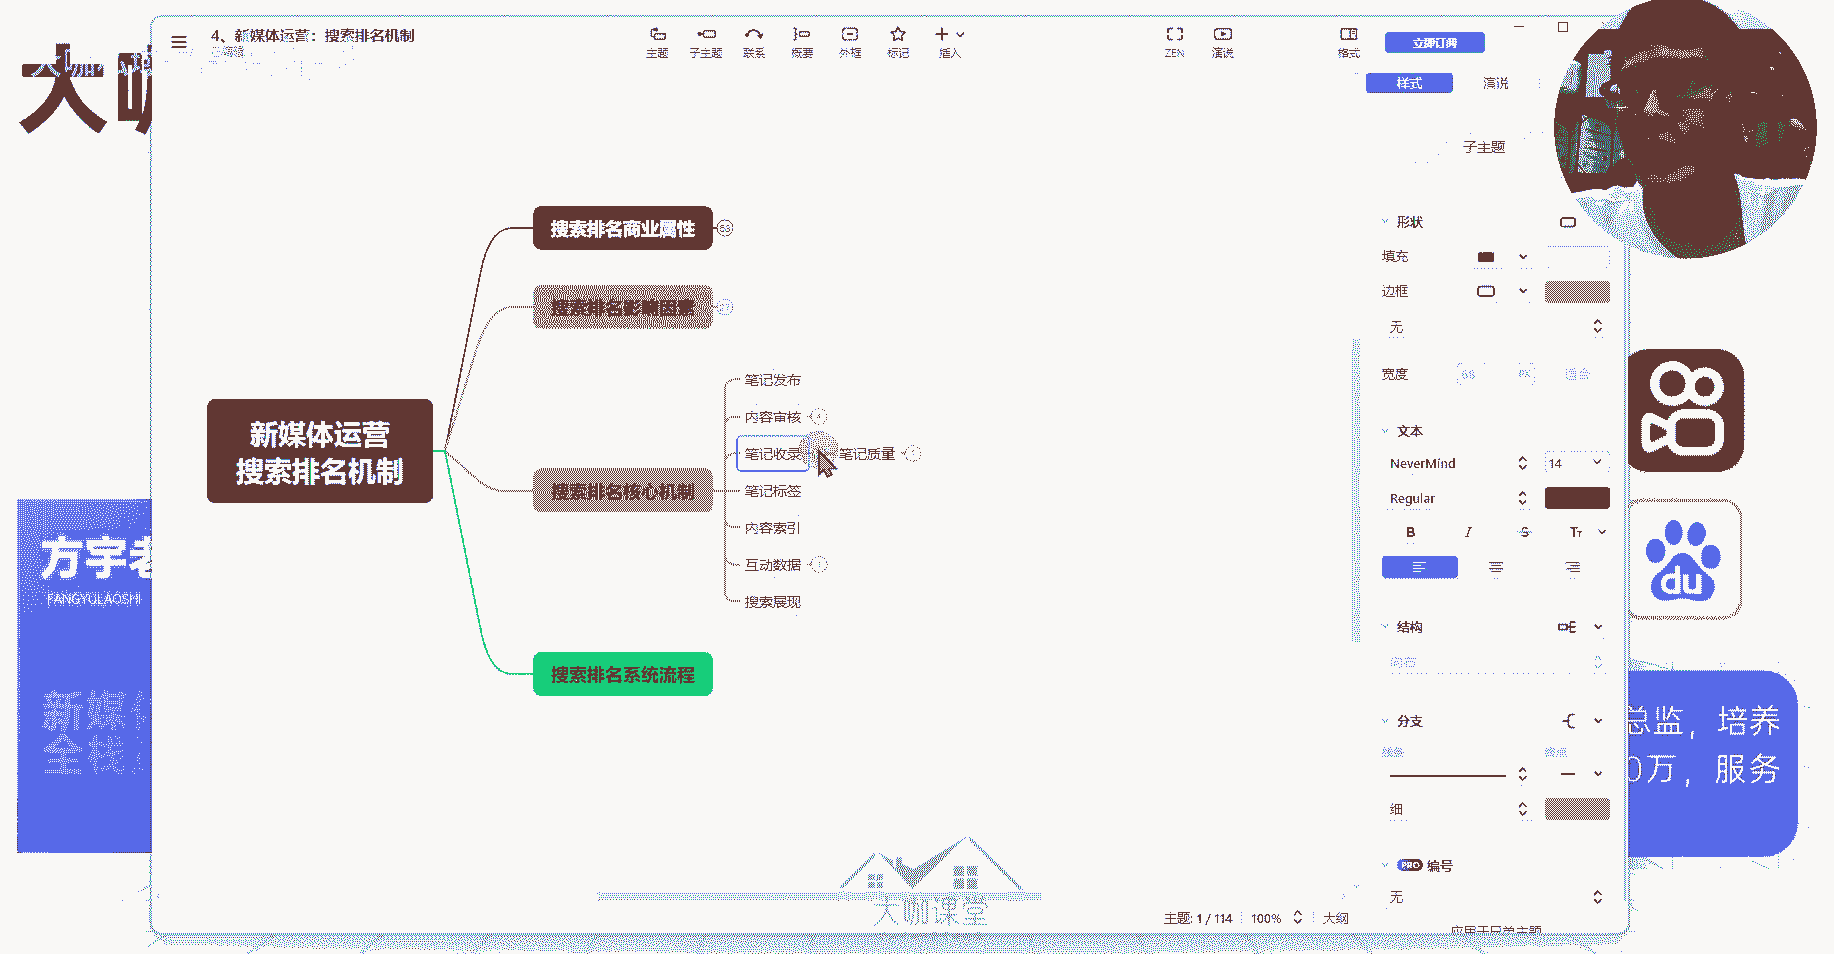 大咖
4、新媒体运营：搜索排名机制
已编辑
主题
子主题
联系
概要
外框
标记
插入
ZEN
演说
格式
立即订阅
样式
演说
子主题
形状
填充
边框
无
宽度
文本
NeverMind
14
Regular
B
I
S
Tт
结构
分支
细
PRO 编号
无
搜索排名商业属性
搜索排名影响因素
新媒体运营
搜索排名机制
搜索排名核心机制
搜索排名系统流程
笔记发布
内容审核
笔记收录
笔记质量
笔记标签
内容索引
互动数据
搜索展现
方宇老
FANGYULAOSHI
新媒体
全栈
du
总监，培养
0万，服务
大咖课堂
主题: 1 / 114
100%
大纲